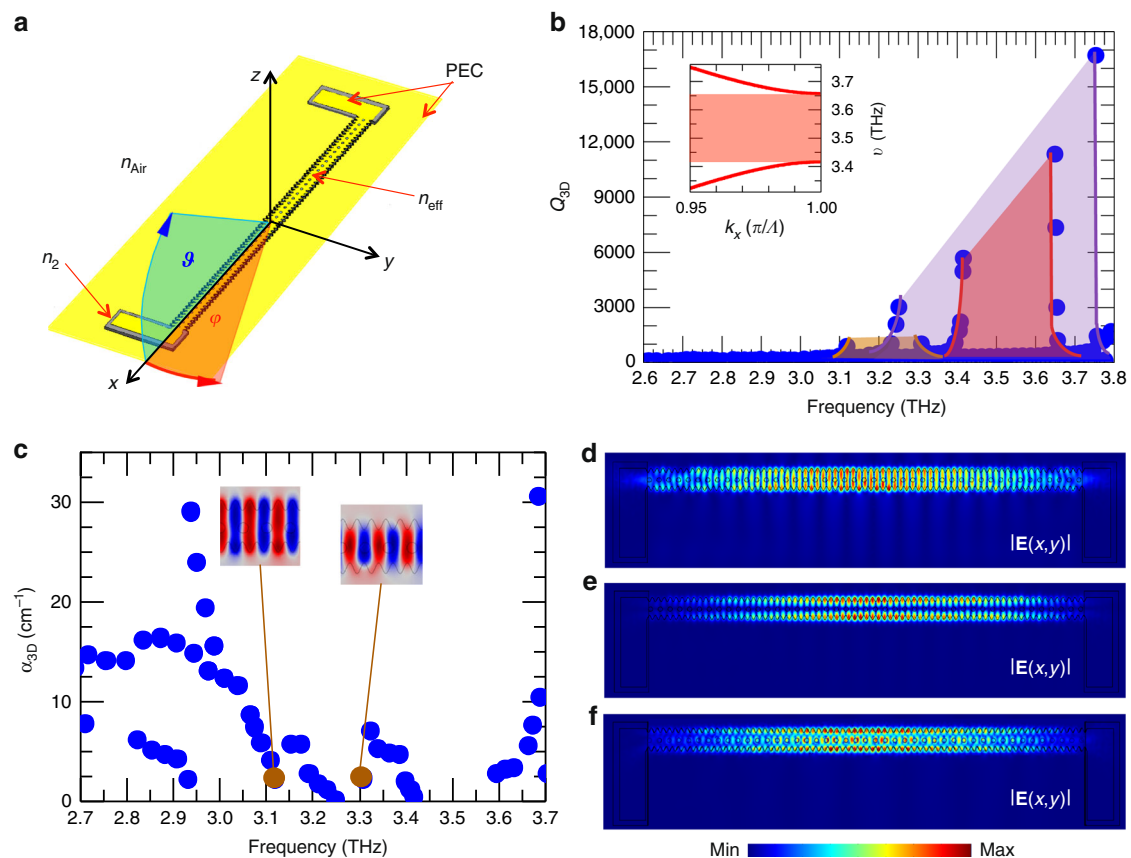 a
z
PEC
n_Air
n_eff
ϑ
y
n_2
φ
x
b
18,000
15,000
12,000
9000
6000
3000
0
Q_3D
2.6 2.7 2.8 2.9 3.0 3.1 3.2 3.3 3.4 3.5 3.6 3.7 3.8
Frequency (THz)
3.7
3.6
3.5
3.4
υ (THz)
0.95 1.00
k_x (π/Λ)
c
30
25
20
15
10
5
0
α_3D (cm⁻¹)
2.7 2.8 2.9 3.0 3.1 3.2 3.3 3.4 3.5 3.6 3.7
Frequency (THz)
d
|E(x,y)|
e
|E(x,y)|
f
|E(x,y)|
Min Max